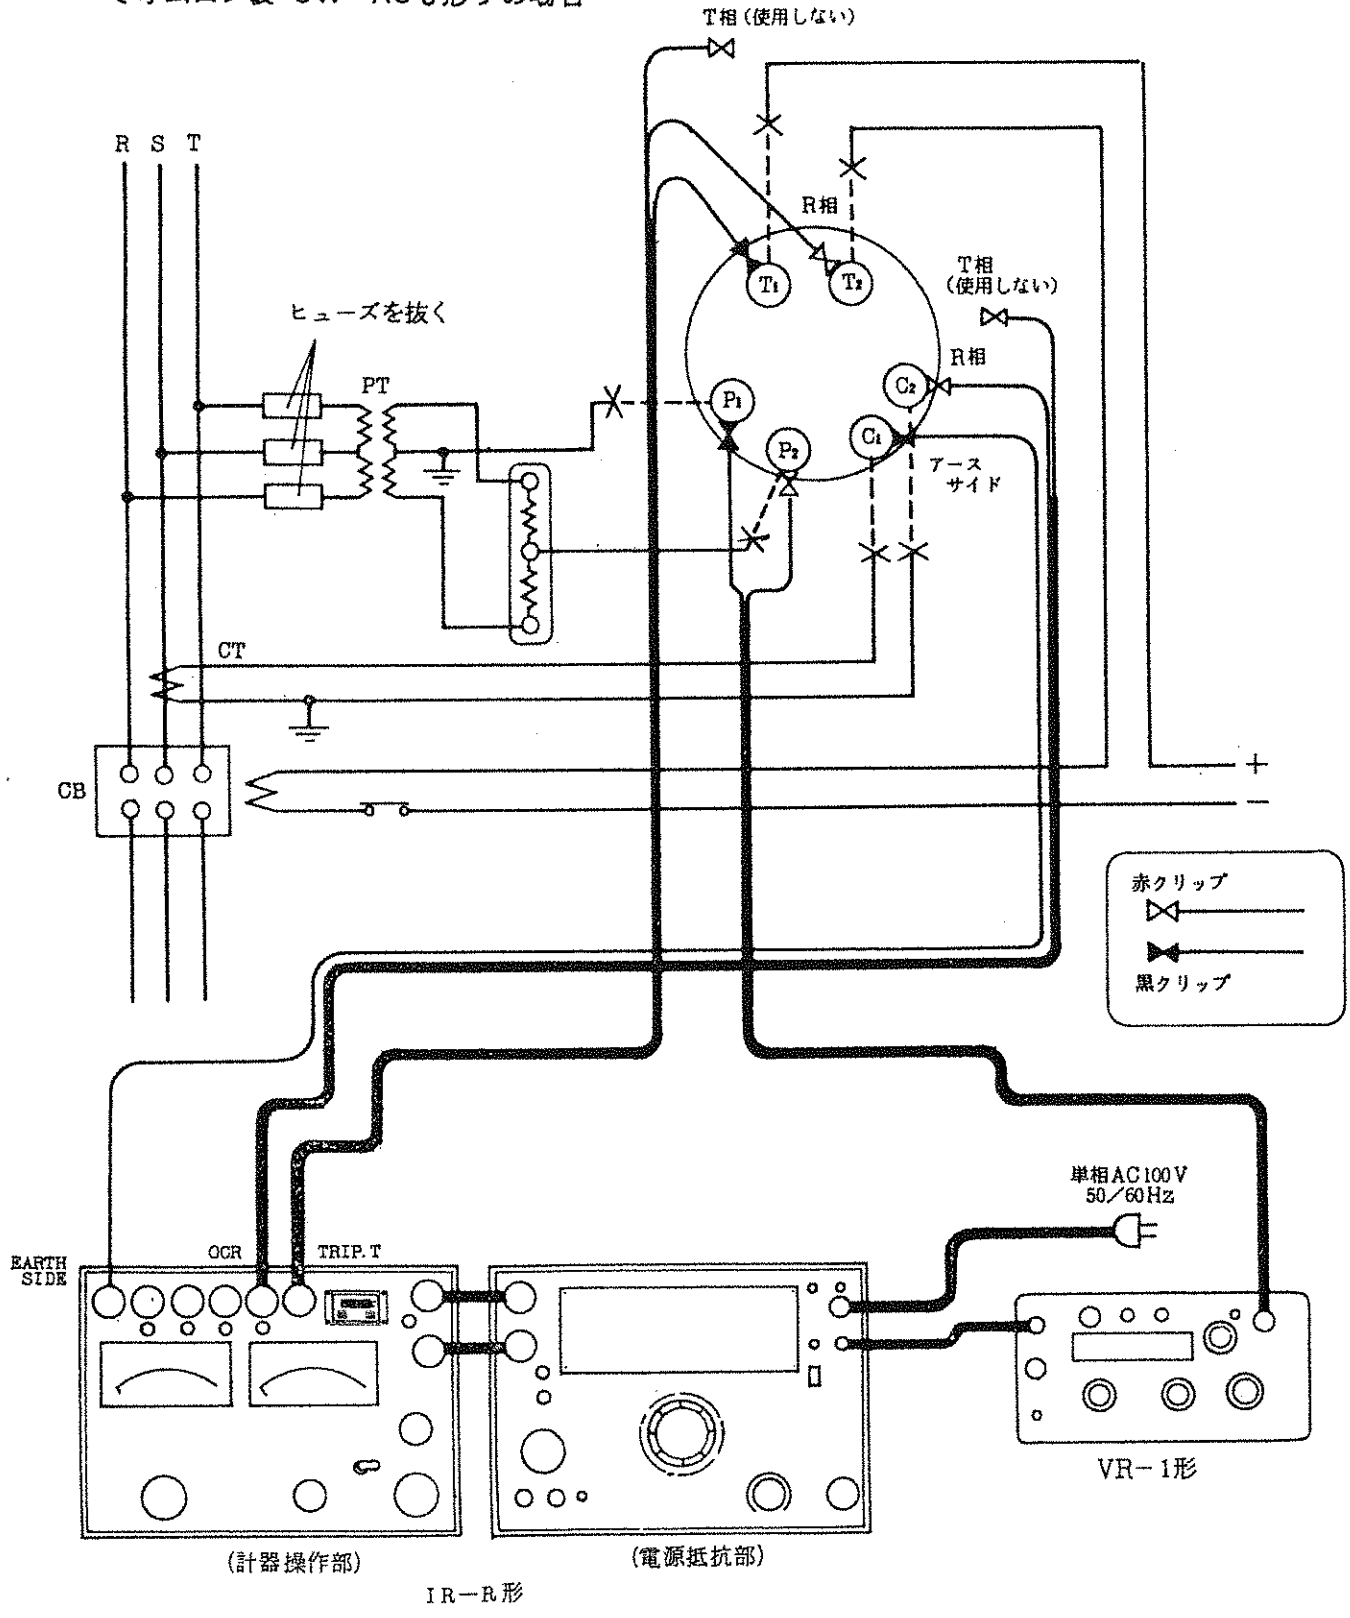 T相(使用しない)
R S T
R相
T相
(使用しない)
ヒューズを抜く
T₁
T₂
PT
R相
C₂
P₁
C₁
P₂
アース
サイド
CT
CB
+
−
赤クリップ
黒クリップ
単相AC100V
50/60Hz
EARTH
SIDE
OCR
TRIP.T
VR-1形
(計器操作部)
(電源抵抗部)
IR-R形